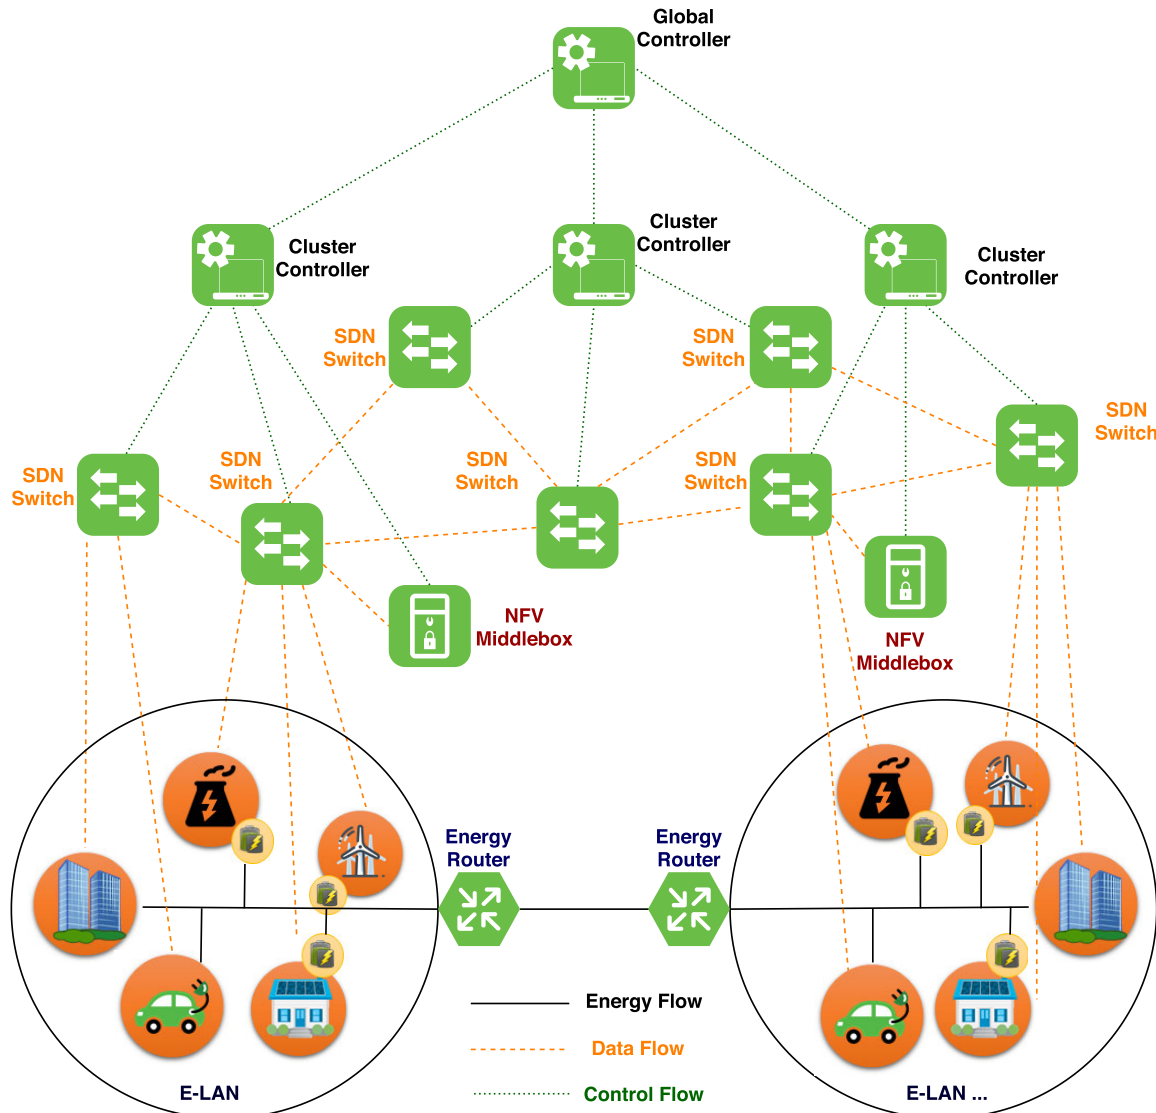 Global
Controller
Cluster
Controller
Cluster
Controller
Cluster
Controller
SDN
Switch
SDN
Switch
SDN
Switch
SDN
Switch
SDN
Switch
SDN
Switch
SDN
Switch
NFV
Middlebox
NFV
Middlebox
Energy
Router
Energy
Router
Energy Flow
Data Flow
Control Flow
E-LAN
E-LAN ...